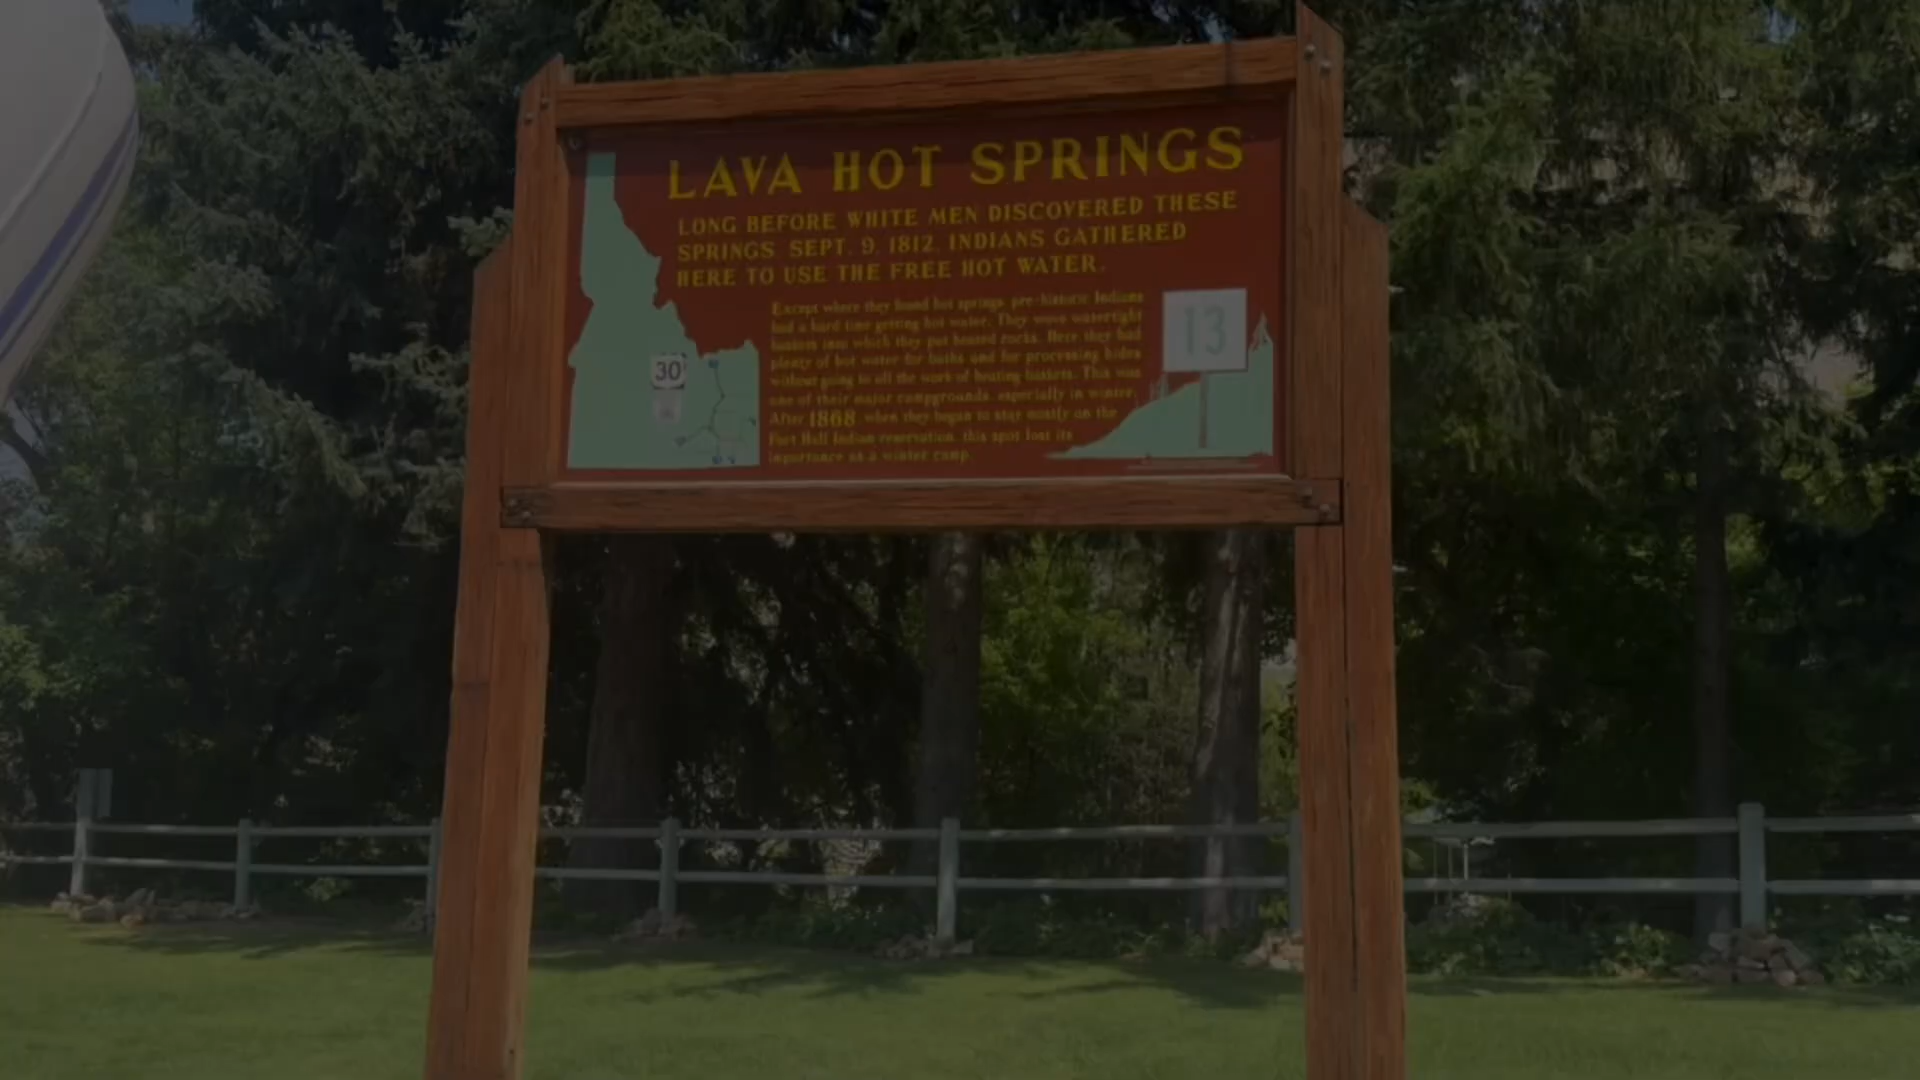 LAVA HOT SPRINGS
LONG BEFORE WHITE MEN DISCOVERED THESE
SPRINGS SEPT. 9, 1812, INDIANS GATHERED
HERE TO USE THE FREE HOT WATER.
Except where they found hot springs, pre-historic Indians
had a hard time getting hot water. They wove watertight
baskets into which they put heated rocks. Here they had
plenty of hot water for baths and for processing hides
without going to all the work of heating baskets. This was
one of their major campgrounds, especially in winter.
After 1868, when they began to stay mostly on the
Fort Hall Indian reservation, this spot lost its
importance as a winter camp.
13
30